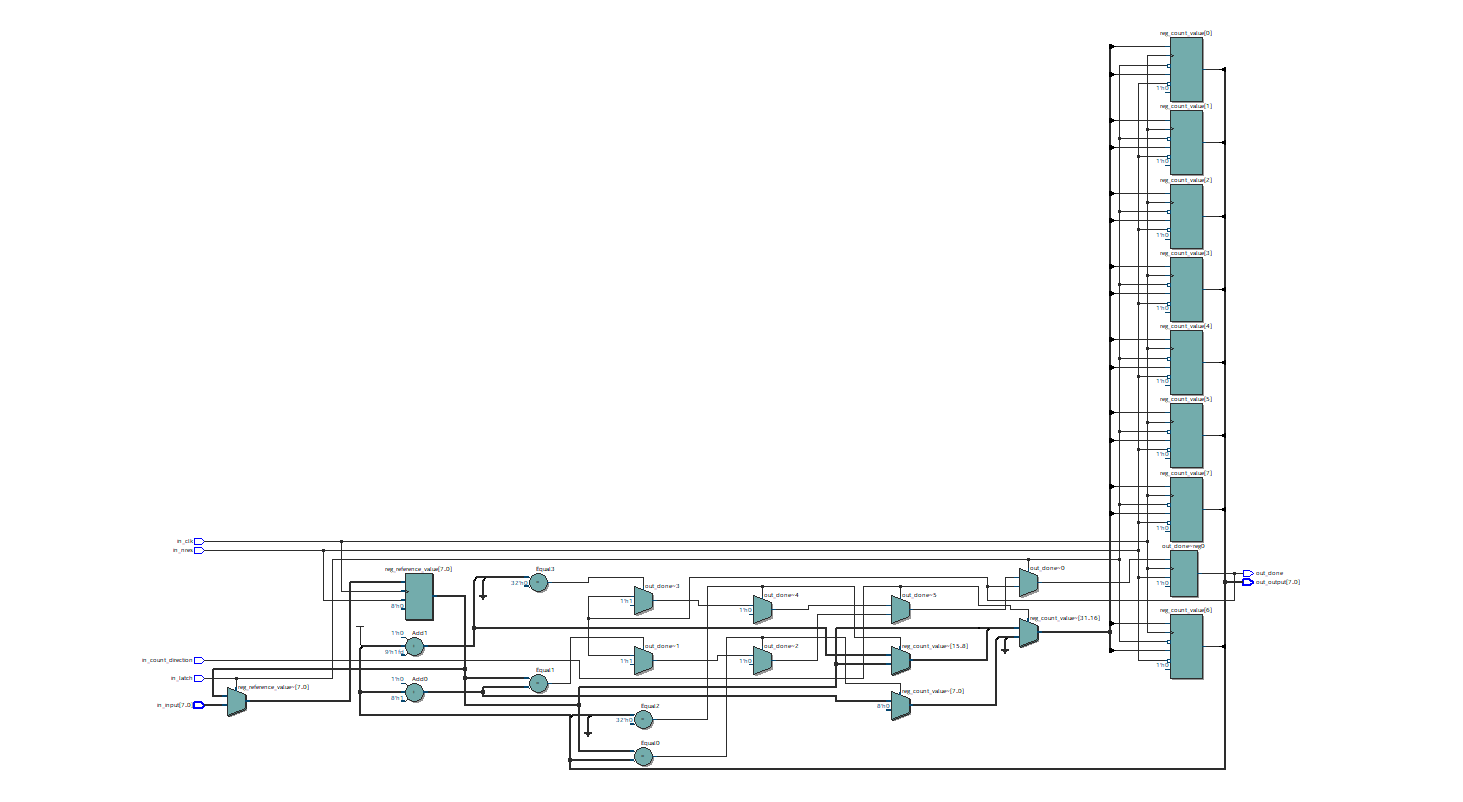 reg_count_value[0]
1'h0
reg_count_value[1]
1'h0
reg_count_value[2]
1'h0
reg_count_value[3]
1'h0
reg_count_value[4]
1'h0
reg_count_value[5]
1'h0
reg_count_value[7]
1'h0
in_clk
in_nres
out_done~reg0
1'h0
reg_reference_value[7..0]
8'h0
Equal3
32'h0
out_done~0
out_done
out_output[7..0]
out_done~3
1'h1
out_done~4
1'h0
out_done~5
reg_count_value[6]
1'h0
reg_count_value~[31..16]
Add1
1'h0
out_done~1
1'h1
out_done~2
1'h0
reg_count_value~[15..8]
in_count_direction
in_latch
Add0
1'h0
8'h1
Equal1
reg_reference_value~[7..0]
in_input[7..0]
reg_count_value~[7..0]
8'h0
Equal2
32'h0
Equal0